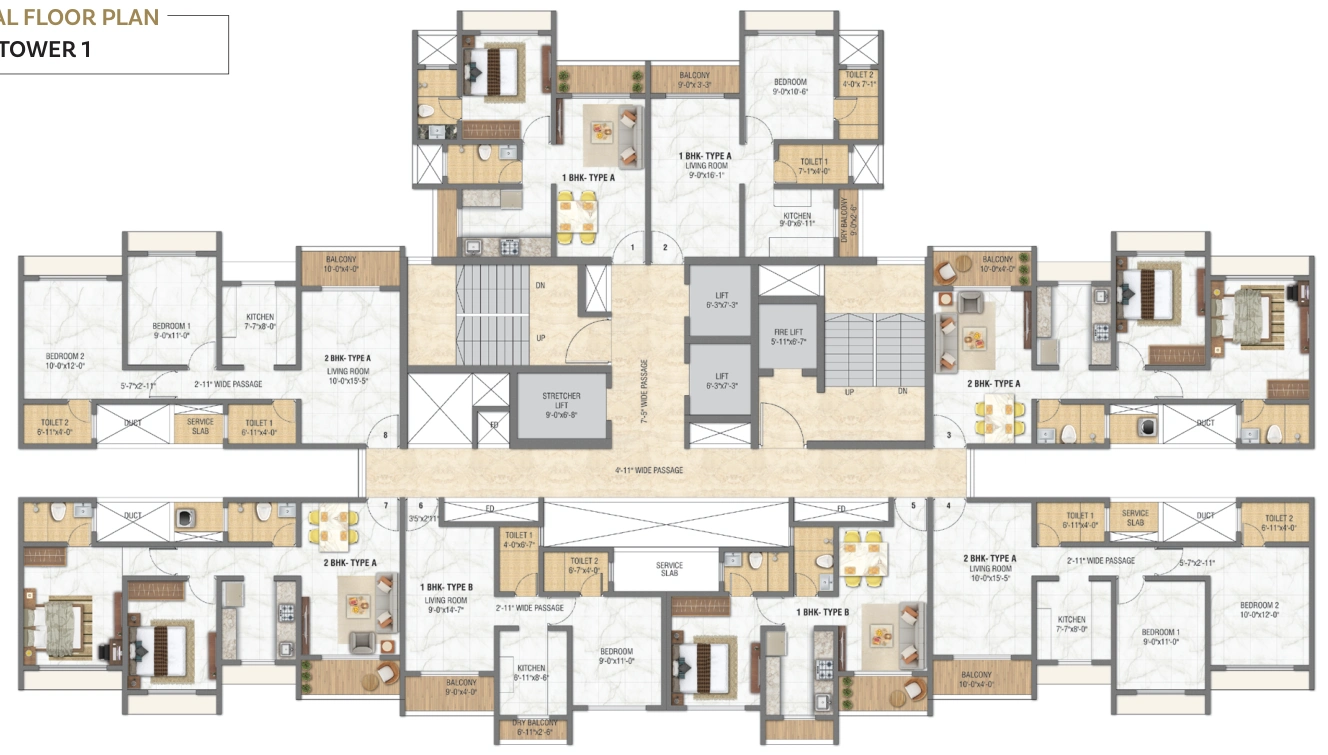 AL FLOOR PLAN
TOWER 1
BALCONY
9'-0"x3'-3"
BEDROOM
9'-0"x10'-6"
TOILET 2
4'-0"x 7'-1"
1 BHK- TYPE A
1 BHK- TYPE A
LIVING ROOM
9'-0"x16'-1"
TOILET 1
7'-1"x4'-0"
KITCHEN
9'-0"x6'-11"
DRY BALCONY
9'-0"x2'-6"
1
2
BALCONY
10'-0"x4'-0"
BEDROOM 1
9'-0"x11'-0"
KITCHEN
7'-7"x8'-0"
BEDROOM 2
10'-0"x12'-0"
2 BHK- TYPE A
LIVING ROOM
10'-0"x15'-5"
5'-7"x2'-11"
2'-11" WIDE PASSAGE
TOILET 2
6'-11"x4'-0"
DUCT
SERVICE
SLAB
TOILET 1
6'-11"x4'-0"
8
DN
UP
STRETCHER
LIFT
9'-0"x6'-8"
FD
7'-5" WIDE PASSAGE
LIFT
6'-3"x7'-3"
LIFT
6'-3"x7'-3"
FIRE LIFT
5'-11"x6'-7"
UP
DN
BALCONY
10'-0"x4'-0"
2 BHK- TYPE A
DUCT
3
4'-11" WIDE PASSAGE
DUCT
7
2 BHK- TYPE A
6
3'5"x2'11"
FD
TOILET 1
4'-0"x6'-7"
TOILET 2
6'-7"x4'-0"
SERVICE
SLAB
1 BHK- TYPE B
LIVING ROOM
9'-0"x14'-7"
2'-11" WIDE PASSAGE
KITCHEN
6'-11"x8'-6"
BEDROOM
9'-0"x11'-0"
BALCONY
9'-0"x4'-0"
DRY BALCONY
6'-11"x2'-6"
FD
5
1 BHK- TYPE B
4
2 BHK- TYPE A
LIVING ROOM
10'-0"x15'-5"
TOILET 1
6'-11"x4'-0"
SERVICE
SLAB
DUCT
TOILET 2
6'-11"x4'-0"
2'-11" WIDE PASSAGE
5'-7"x2'-11"
KITCHEN
7'-7"x8'-0"
BEDROOM 1
9'-0"x11'-0"
BEDROOM 2
10'-0"x12'-0"
BALCONY
10'-0"x4'-0"